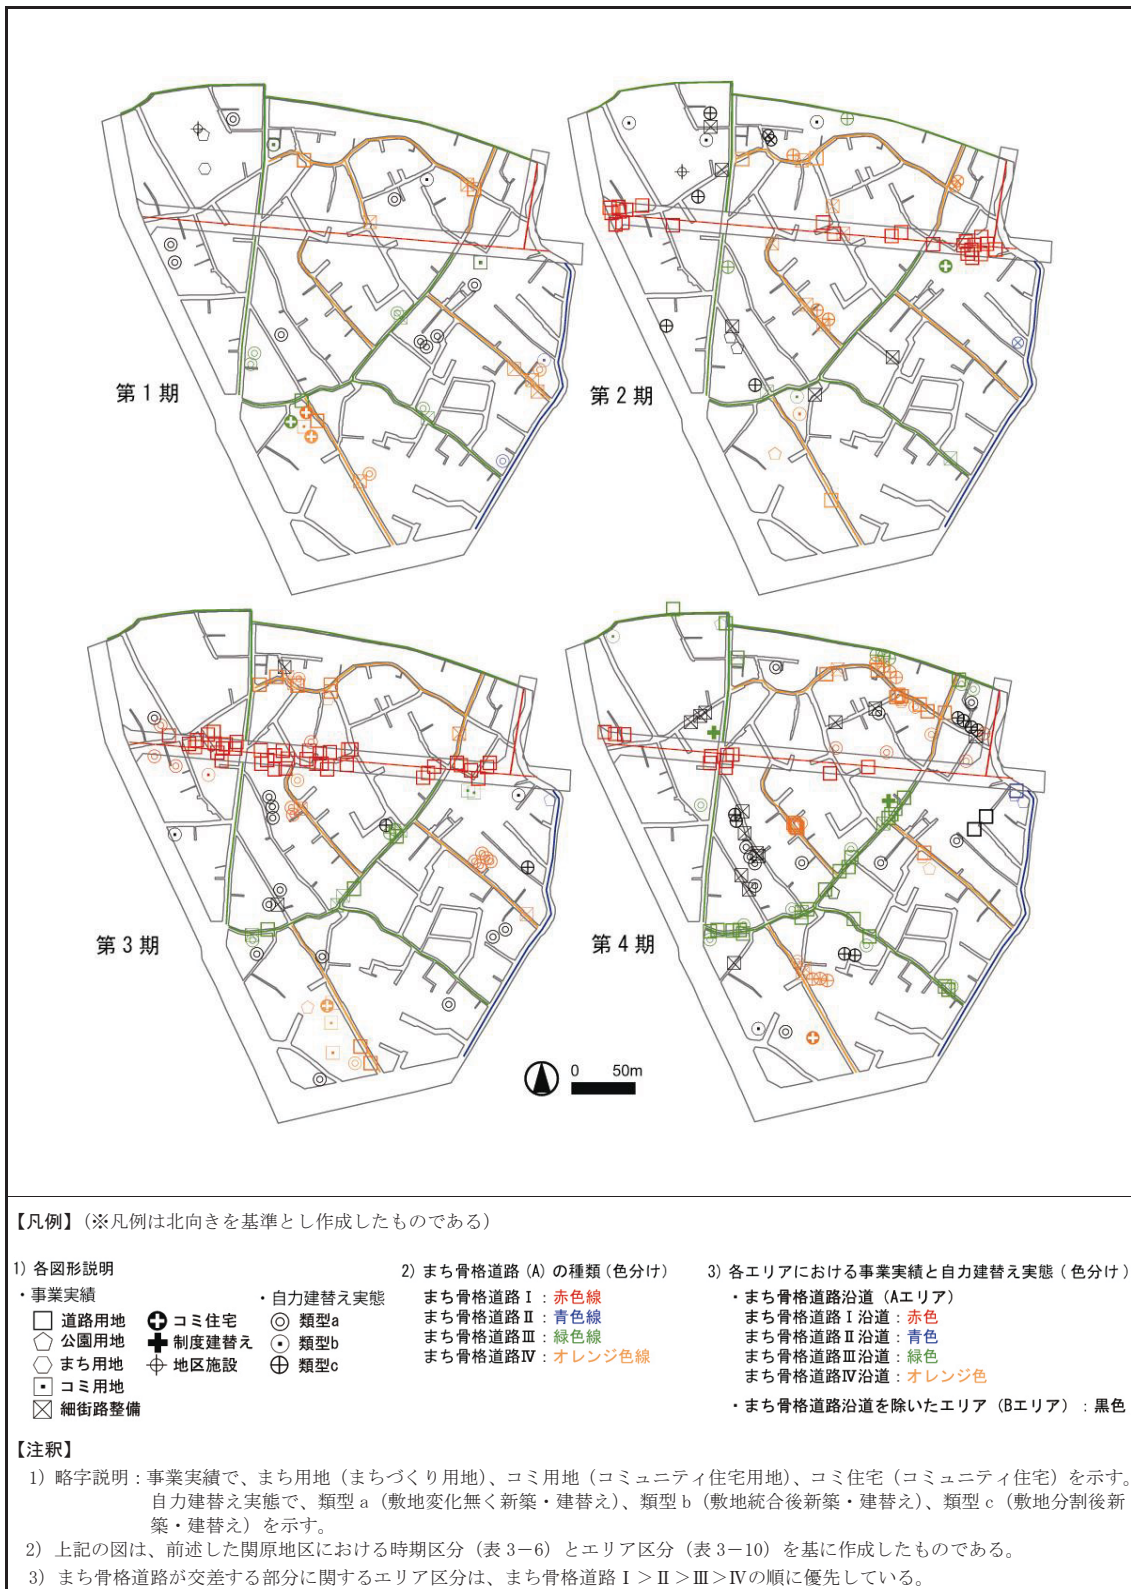 第1期
第2期
第3期
第4期
0 50m
【凡例】（※凡例は北向きを基準とし作成したものである）
1) 各図形説明
・事業実績
道路用地
公園用地
まち用地
コミ用地
細街路整備
コミ住宅
制度建替え
地区施設
・自力建替え実態
類型a
類型b
類型c
2) まち骨格道路(A)の種類(色分け)
まち骨格道路Ⅰ：赤色線
まち骨格道路Ⅱ：青色線
まち骨格道路Ⅲ：緑色線
まち骨格道路Ⅳ：オレンジ色線
3) 各エリアにおける事業実績と自力建替え実態(色分け)
・まち骨格道路沿道（Aエリア）
まち骨格道路Ⅰ沿道：赤色
まち骨格道路Ⅱ沿道：青色
まち骨格道路Ⅲ沿道：緑色
まち骨格道路Ⅳ沿道：オレンジ色
・まち骨格道路沿道を除いたエリア（Bエリア）：黒色
【注釈】
1）略字説明：事業実績で、まち用地（まちづくり用地）、コミ用地（コミュニティ住宅用地）、コミ住宅（コミュニティ住宅）を示す。
自力建替え実態で、類型a（敷地変化無く新築・建替え）、類型b（敷地統合後新築・建替え）、類型c（敷地分割後新
築・建替え）を示す。
2）上記の図は、前述した関原地区における時期区分（表3－6）とエリア区分（表3－10）を基に作成したものである。
3）まち骨格道路が交差する部分に関するエリア区分は、まち骨格道路Ⅰ＞Ⅱ＞Ⅲ＞Ⅳの順に優先している。